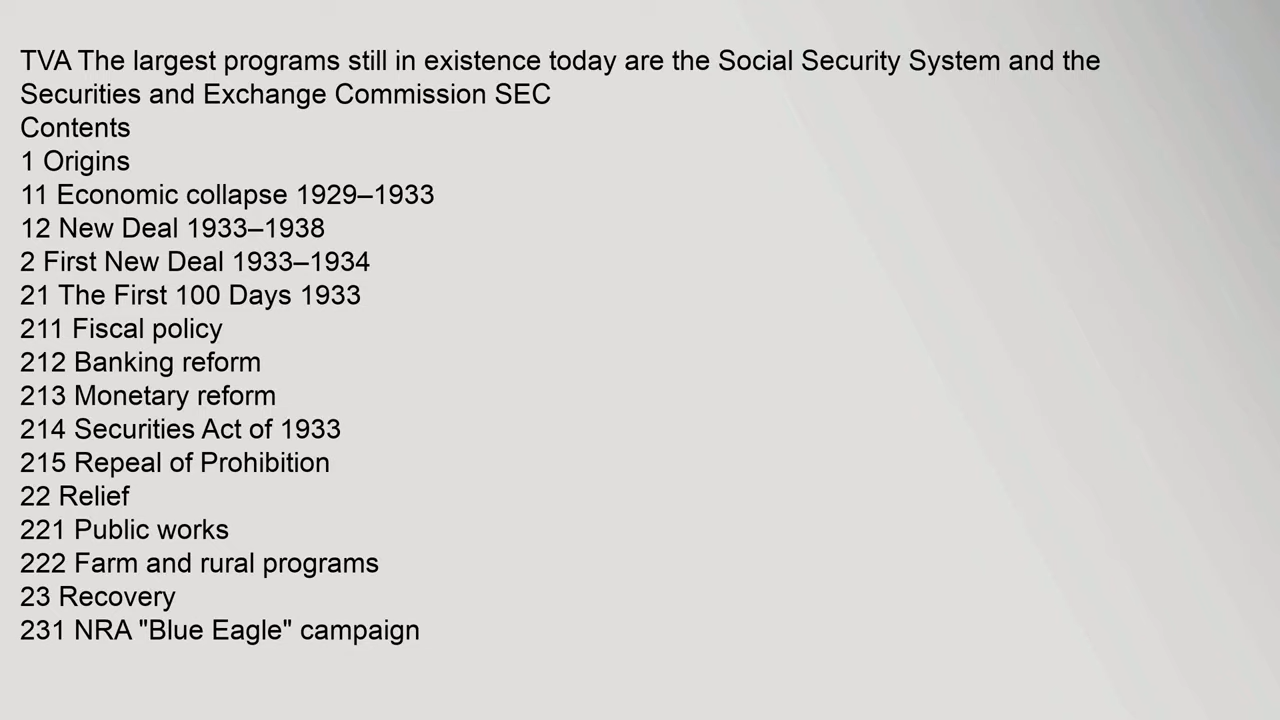 TVA The largest programs still in existence today are the Social Security System and the
Securities and Exchange Commission SEC
Contents
1 Origins
11 Economic collapse 1929–1933
12 New Deal 1933–1938
2 First New Deal 1933–1934
21 The First 100 Days 1933
211 Fiscal policy
212 Banking reform
213 Monetary reform
214 Securities Act of 1933
215 Repeal of Prohibition
22 Relief
221 Public works
222 Farm and rural programs
23 Recovery
231 NRA "Blue Eagle" campaign